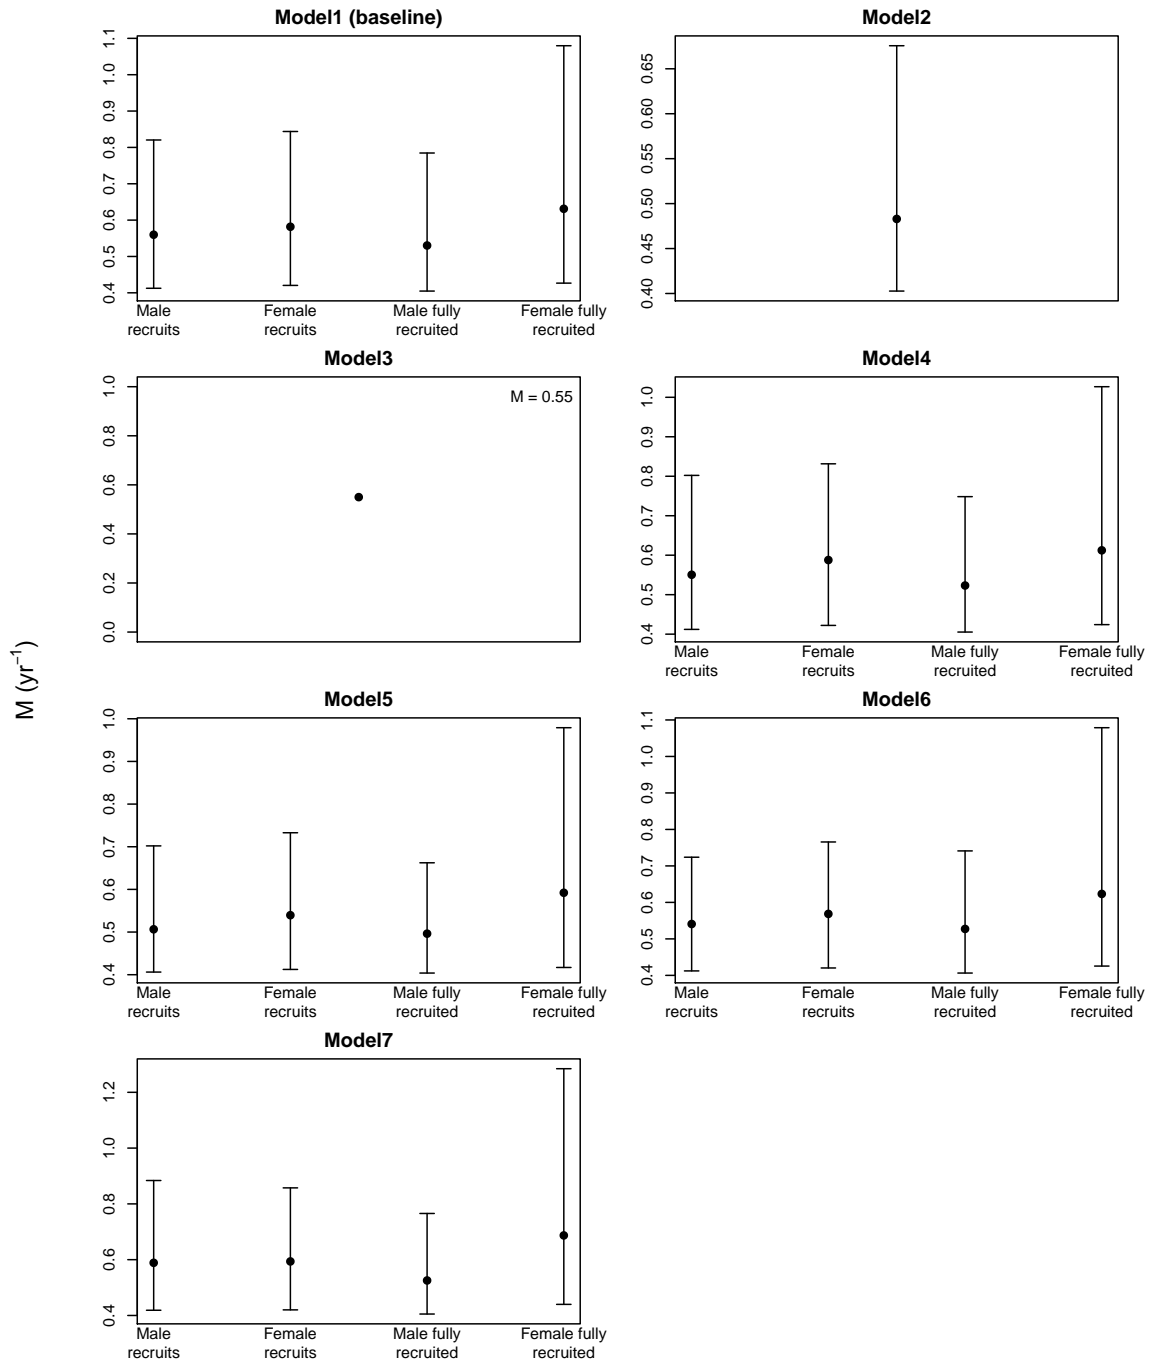 Model1 (baseline)
1.1
1.0
0.9
0.8
0.7
0.6
0.5
0.4
Male
recruits
Female
recruits
Male fully
recruited
Female fully
recruited
Model2
0.65
0.60
0.55
0.50
0.45
0.40
Model3
M = 0.55
1.0
0.8
0.6
0.4
0.2
0.0
Model4
1.0
0.9
0.8
0.7
0.6
0.5
0.4
Male
recruits
Female
recruits
Male fully
recruited
Female fully
recruited
M (yr⁻¹)
Model5
1.0
0.9
0.8
0.7
0.6
0.5
0.4
Male
recruits
Female
recruits
Male fully
recruited
Female fully
recruited
Model6
1.1
1.0
0.9
0.8
0.7
0.6
0.5
0.4
Male
recruits
Female
recruits
Male fully
recruited
Female fully
recruited
Model7
1.2
1.0
0.8
0.6
0.4
Male
recruits
Female
recruits
Male fully
recruited
Female fully
recruited